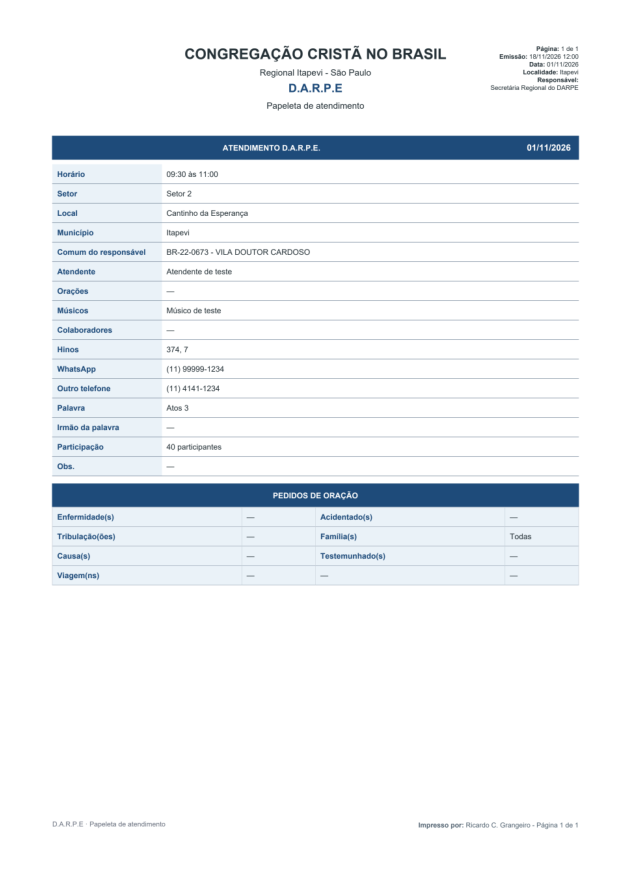 CONGREGAÇÃO CRISTÃ NO BRASIL
Regional Itapevi - São Paulo
D.A.R.P.E
Papeleta de atendimento
Página: 1 de 1
Emissão: 18/11/2026 12:00
Data: 01/11/2026
Localidade: Itapevi
Responsável:
Secretária Regional do DARPE
ATENDIMENTO D.A.R.P.E. 01/11/2026
Horário 09:30 às 11:00
Setor Setor 2
Local Cantinho da Esperança
Município Itapevi
Comum do responsável BR-22-0673 - VILA DOUTOR CARDOSO
Atendente Atendente de teste
Orações —
Músicos Músico de teste
Colaboradores —
Hinos 374, 7
WhatsApp (11) 99999-1234
Outro telefone (11) 4141-1234
Palavra Atos 3
Irmão da palavra —
Participação 40 participantes
Obs. —
PEDIDOS DE ORAÇÃO
Enfermidade(s) — Acidentado(s) —
Tribulação(ões) — Família(s) Todas
Causa(s) — Testemunhado(s) —
Viagem(ns) — — —
D.A.R.P.E · Papeleta de atendimento
Impresso por: Ricardo C. Grangeiro - Página 1 de 1